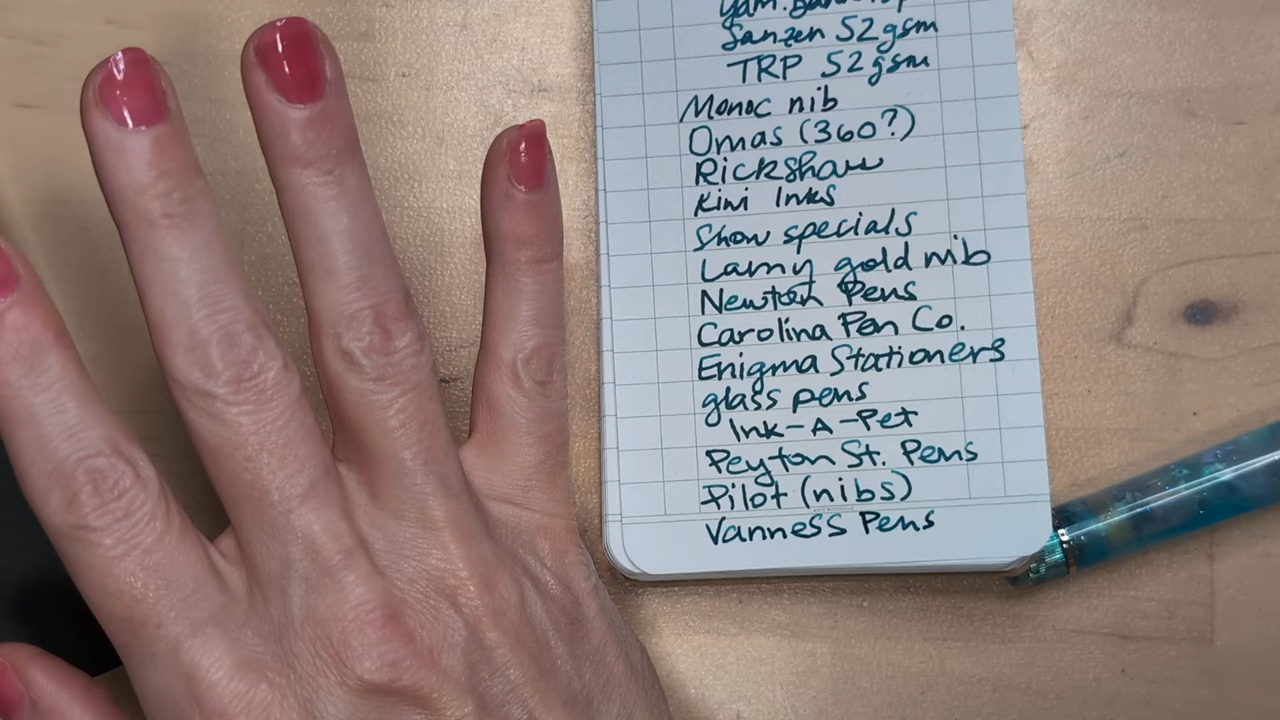 Sanzen 52gsm
TRP 52gsm
Monoc nib
Omas (360?)
Rickshaw
Kiwi Inks
Show specials
Lamy gold nib
Newton Pens
Carolina Pen Co.
Enigma Stationers
glass pens
Ink-A-Pet
Peyton St. Pens
Pilot (nibs)
Vanness Pens